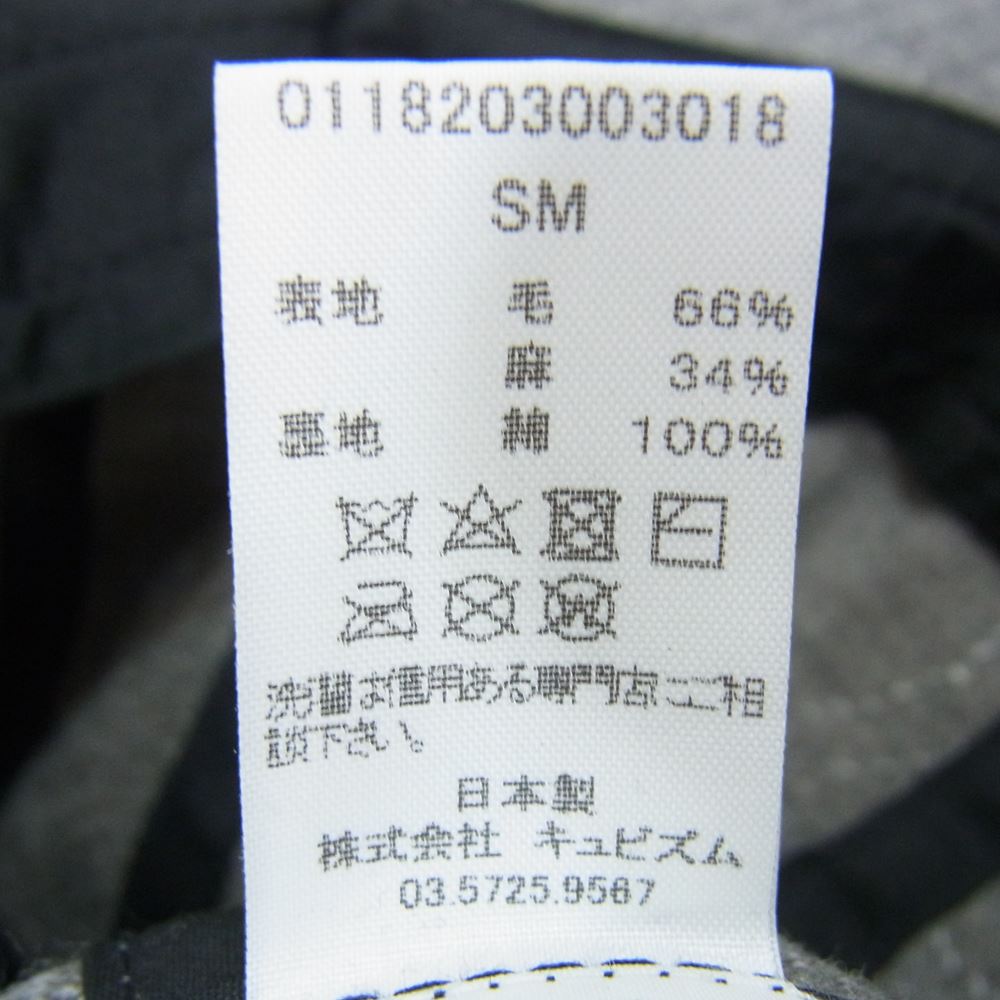 0118203003018
SM
表地 毛 66%
麻 34%
裏地 綿 100%
洗濯お信用ある専門店にご相
談下さい。
日本製
株式会社 キュビズム
03.5725.9567